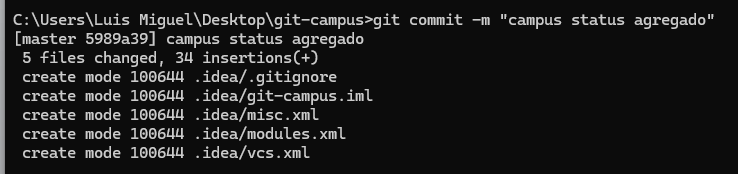 C:\Users\Luis Miguel\Desktop\git-campus>git commit -m "campus status agregado"
[master 5989a39] campus status agregado
 5 files changed, 34 insertions(+)
 create mode 100644 .idea/.gitignore
 create mode 100644 .idea/git-campus.iml
 create mode 100644 .idea/misc.xml
 create mode 100644 .idea/modules.xml
 create mode 100644 .idea/vcs.xml